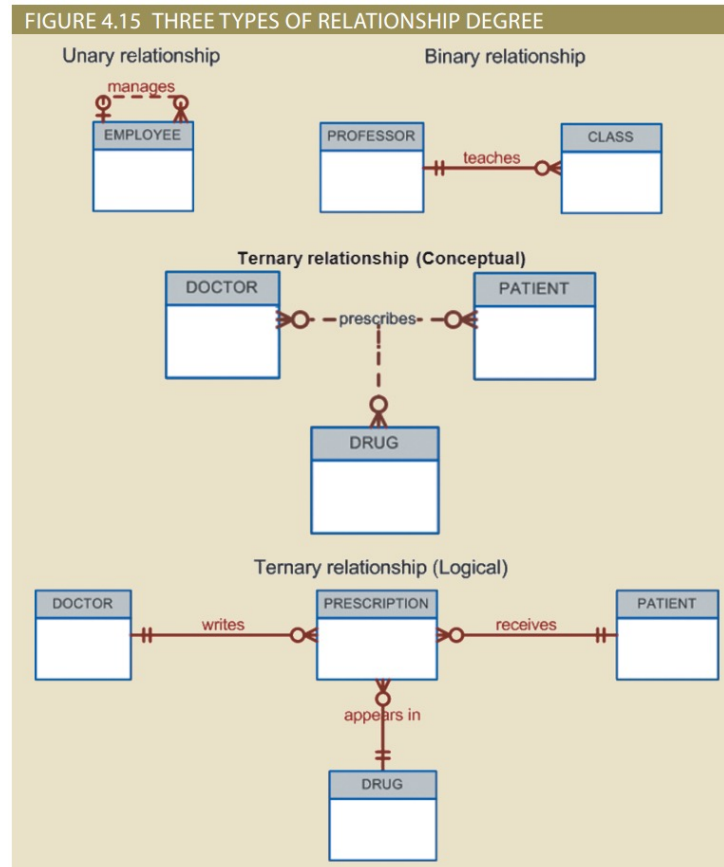 FIGURE 4.15 THREE TYPES OF RELATIONSHIP DEGREE
Unary relationship
Binary relationship
manages
EMPLOYEE
PROFESSOR
teaches
CLASS
Ternary relationship (Conceptual)
DOCTOR
prescribes
PATIENT
DRUG
Ternary relationship (Logical)
DOCTOR
writes
PRESCRIPTION
receives
PATIENT
appears in
DRUG